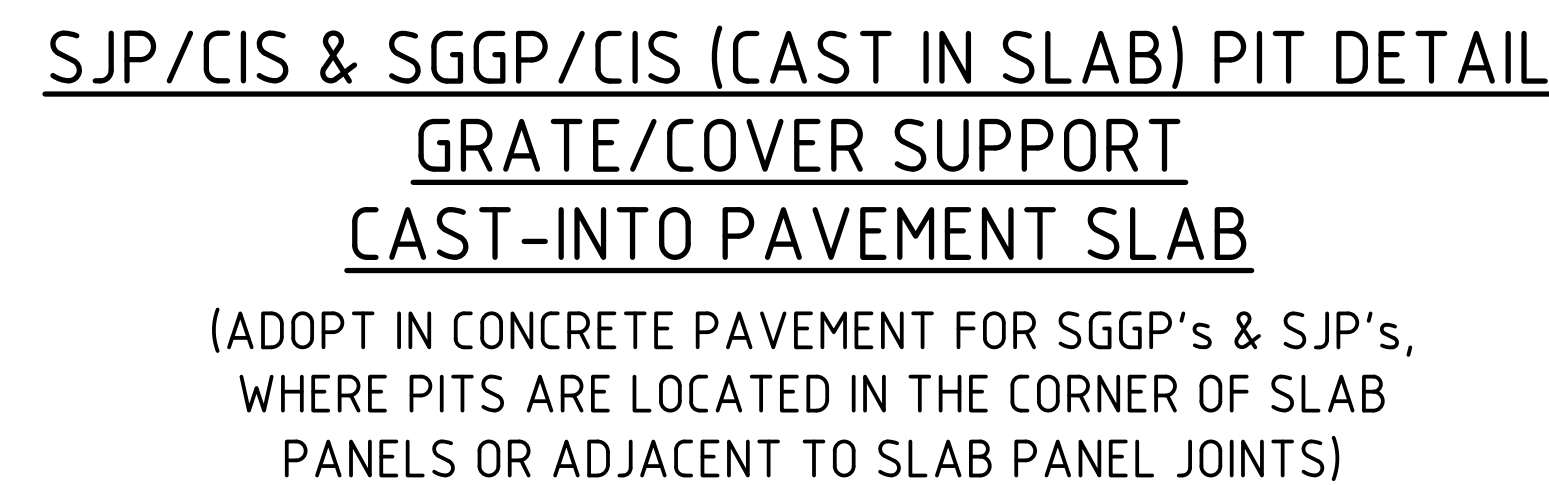 SJP/CIS & SGGP/CIS (CAST IN SLAB) PIT DETAIL
GRATE/COVER SUPPORT
CAST-INTO PAVEMENT SLAB
(ADOPT IN CONCRETE PAVEMENT FOR SGGP's & SJP's,
WHERE PITS ARE LOCATED IN THE CORNER OF SLAB
PANELS OR ADJACENT TO SLAB PANEL JOINTS)